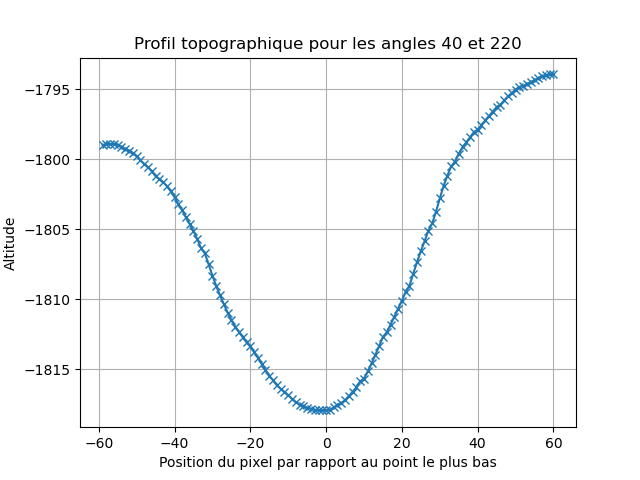 Profil topographique pour les angles 40 et 220
Altitude
−1795
−1800
−1805
−1810
−1815
−60 −40 −20 0 20 40 60
Position du pixel par rapport au point le plus bas